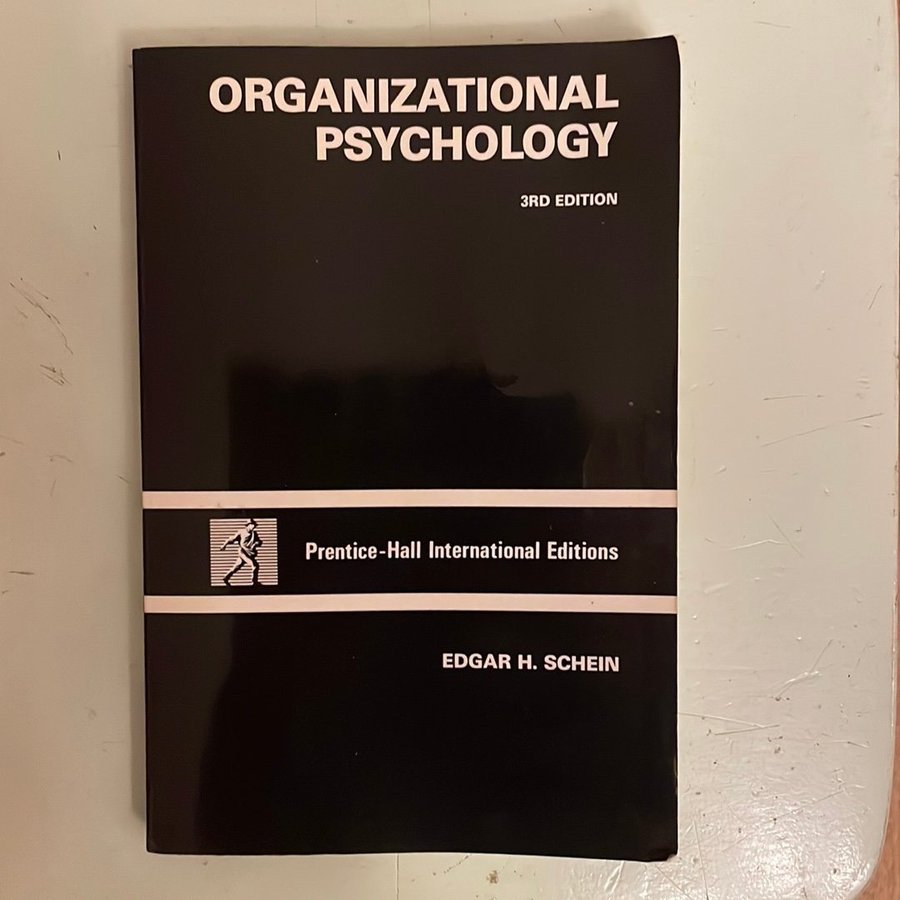 ORGANIZATIONAL
PSYCHOLOGY
3RD EDITION
Prentice-Hall International Editions
EDGAR H. SCHEIN